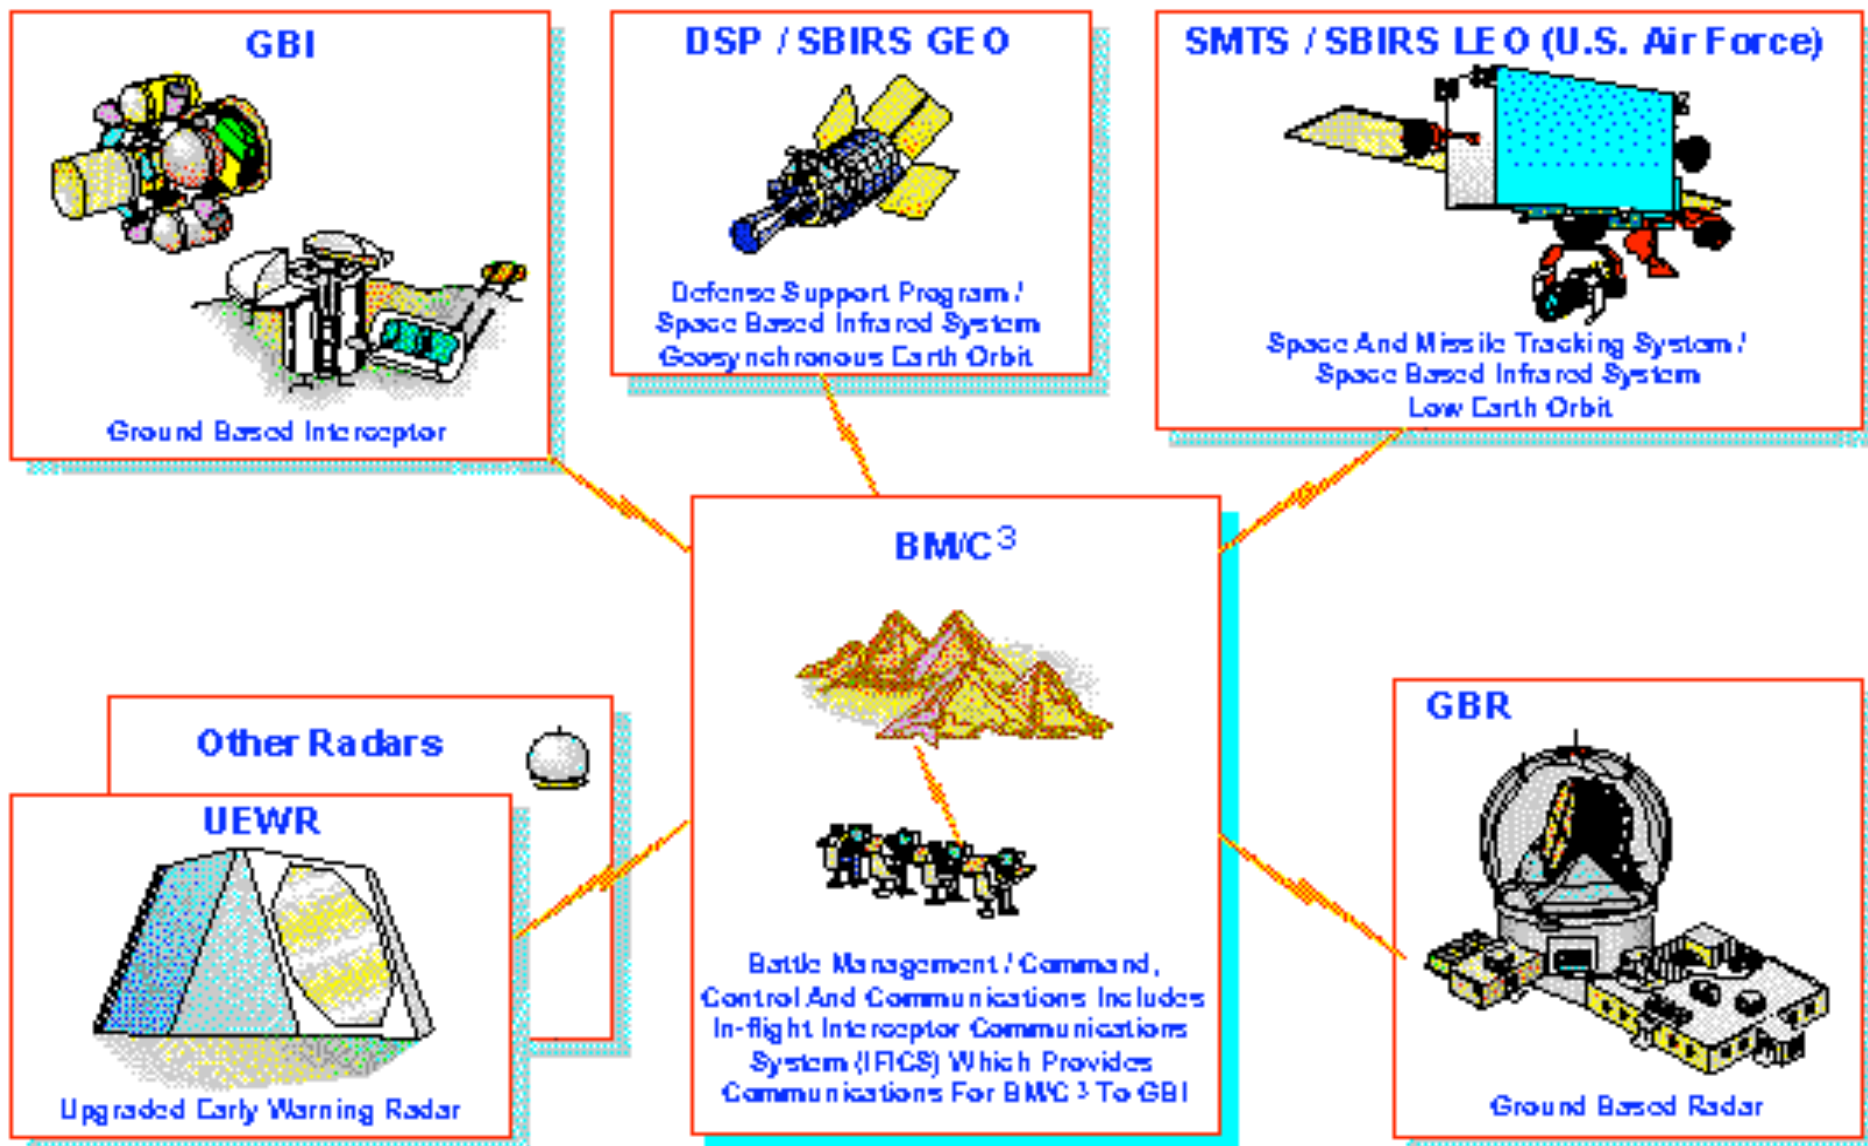 GBI
Ground Based Interceptor
DSP / SBIRS GEO
Defense Support Program /
Space Based Infrared System
Geosynchronous Earth Orbit
SMTS / SBIRS LEO (U.S. Air Force)
Space And Missile Tracking System /
Space Based Infrared System
Low Earth Orbit
BM/C³
Battle Management / Command,
Control And Communications Includes
In-flight Interceptor Communications
System (IFICS) Which Provides
Communications For BM/C³ To GBI
Other Radars
UEWR
Upgraded Early Warning Radar
GBR
Ground Based Radar